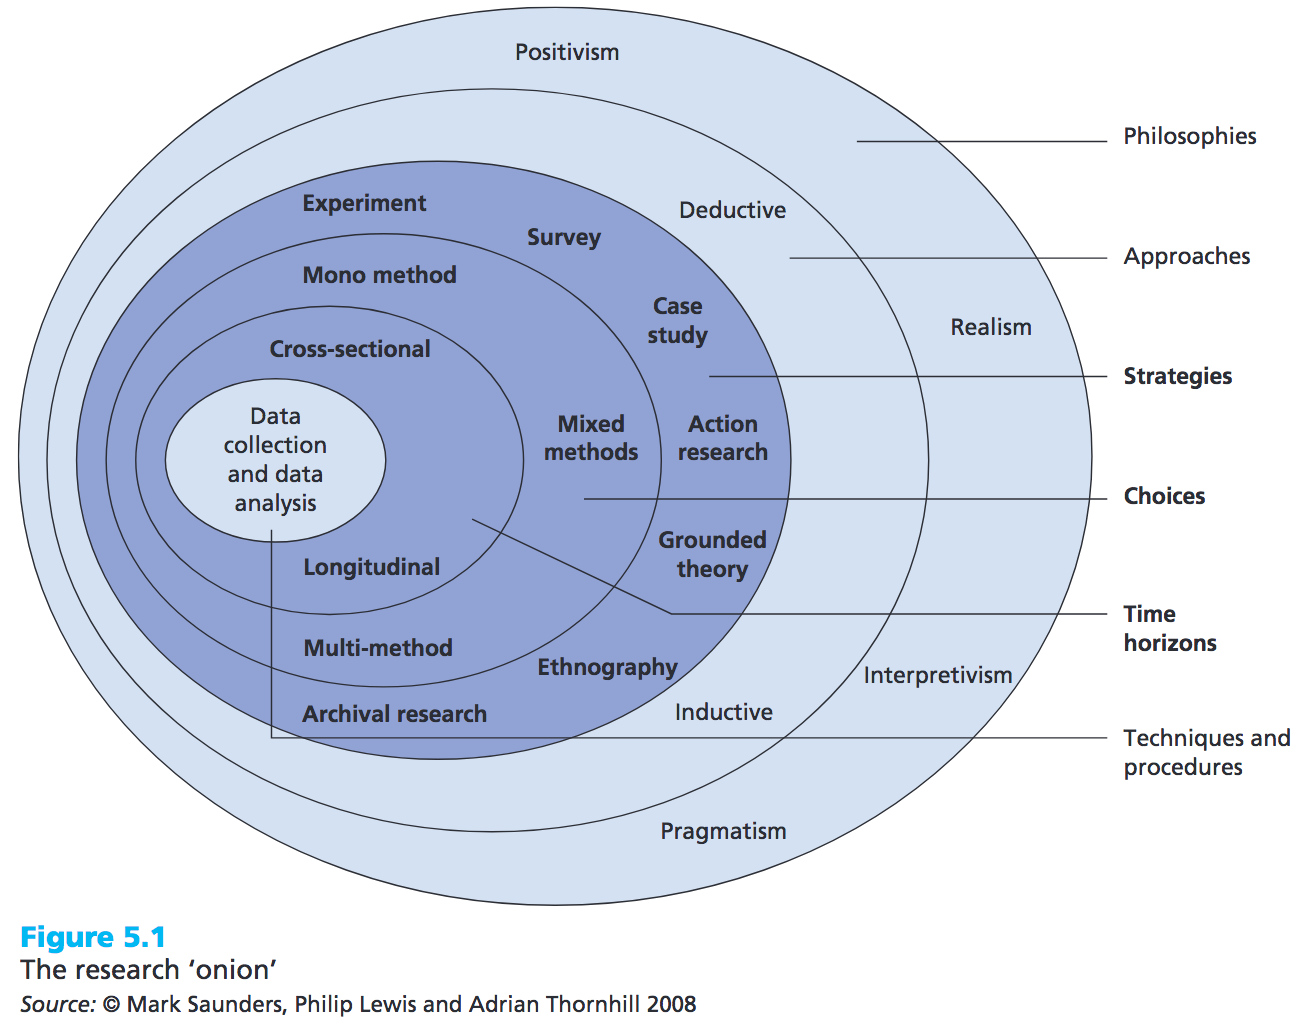 Positivism
Philosophies
Deductive
Approaches
Experiment
Survey
Mono method
Case
study
Realism
Cross-sectional
Strategies
Data
collection
and data
analysis
Mixed
methods
Action
research
Choices
Grounded
theory
Longitudinal
Time
horizons
Multi-method
Ethnography
Interpretivism
Archival research
Inductive
Techniques and
procedures
Pragmatism
Figure 5.1
The research ‘onion’
Source: © Mark Saunders, Philip Lewis and Adrian Thornhill 2008